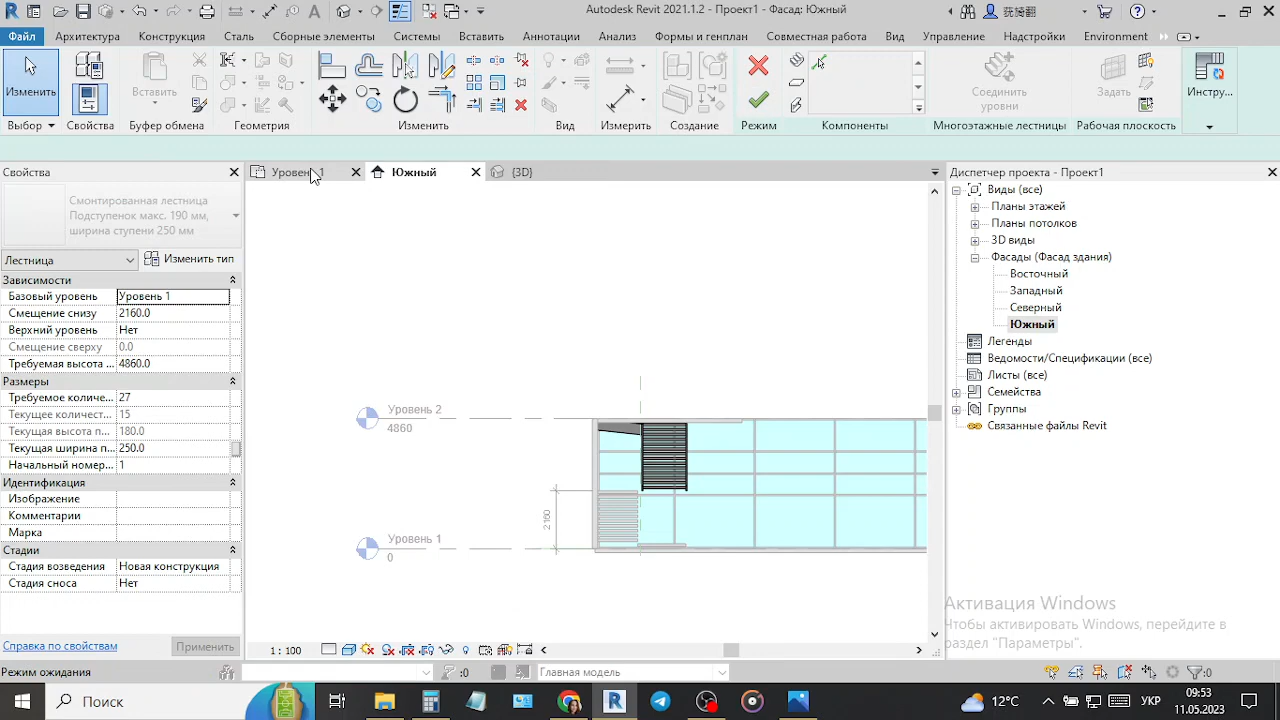 Autodesk Revit 2021.1.2 - Проект1 - Фасад: Южный
Файл Архитектура Конструкция Сталь Сборные элементы Системы Вставить Аннотации Анализ Формы и генплан Совместная работа Вид Управление Надстройки Environment
Изменить
Вставить
Соединить уровни
Задать
Инстру...
Выбор Свойства Буфер обмена Геометрия Изменить Вид Измерить Создание Режим Компоненты Многоэтажные лестницы Рабочая плоскость
Свойства
Уровень 1
Южный
{3D}
Диспетчер проекта - Проект1
Смонтированная лестница
Подступенок макс. 190 мм,
ширина ступени 250 мм
Лестница
Изменить тип
Зависимости
Базовый уровень Уровень 1
Смещение снизу 2160.0
Верхний уровень Нет
Смещение сверху 0.0
Требуемая высота ... 4860.0
Размеры
Требуемое количе... 27
Текущее количест... 15
Текущая высота п... 180.0
Текущая ширина п... 250.0
Начальный номер... 1
Идентификация
Изображение
Комментарии
Марка
Стадии
Стадия возведения Новая конструкция
Стадия сноса Нет
Справка по свойствам
Применить
Уровень 2
4860
2160
Уровень 1
0
Виды (все)
Планы этажей
Планы потолков
3D виды
Фасады (Фасад здания)
Восточный
Западный
Северный
Южный
Легенды
Ведомости/Спецификации (все)
Листы (все)
Семейства
Группы
Связанные файлы Revit
Активация Windows
Чтобы активировать Windows, перейдите в
раздел "Параметры".
: 100
Режим ожидания
:0
Главная модель
:0
Поиск
12°C
УКР
09:53
11.05.2023